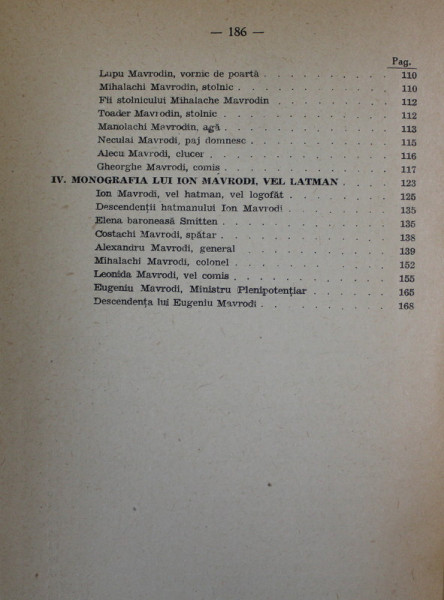 — 186 —
Pag.
Lupu Mavrodin, vornic de poartă . . . . . . . . . . 110
Mihalachi Mavrodin, stolnic . . . . . . . . . . 110
Fii stolnicului Mihalache Mavrodin . . . . . . . . . . 112
Toader Mavrodin, stolnic . . . . . . . . . . 112
Manolachi Mavrodin, agă . . . . . . . . . . 113
Neculai Mavrodin, paj domnesc . . . . . . . . . . 115
Alecu Mavrodin, clucer . . . . . . . . . . 116
Gheorghe Mavrodin, comis . . . . . . . . . . 117
IV. MONOGRAFIA LUI ION MAVRODI, VEL LATMAN . . . . 123
Ion Mavrodi, vel hatman, vel logofăt . . . . . . . . . . 125
Descendenții hatmanului Ion Mavrodi . . . . . . . . . . 135
Elena baroneasă Smitten . . . . . . . . . . 135
Costachi Mavrodi, spătar . . . . . . . . . . 138
Alexandru Mavrodi, general . . . . . . . . . . 139
Mihalachi Mavrodi, colonel . . . . . . . . . . 152
Leonida Mavrodi, vel comis . . . . . . . . . . 155
Eugeniu Mavrodi, Ministru Plenipotențiar . . . . . . . . . . 165
Descendența lui Eugeniu Mavrodi . . . . . . . . . . 168